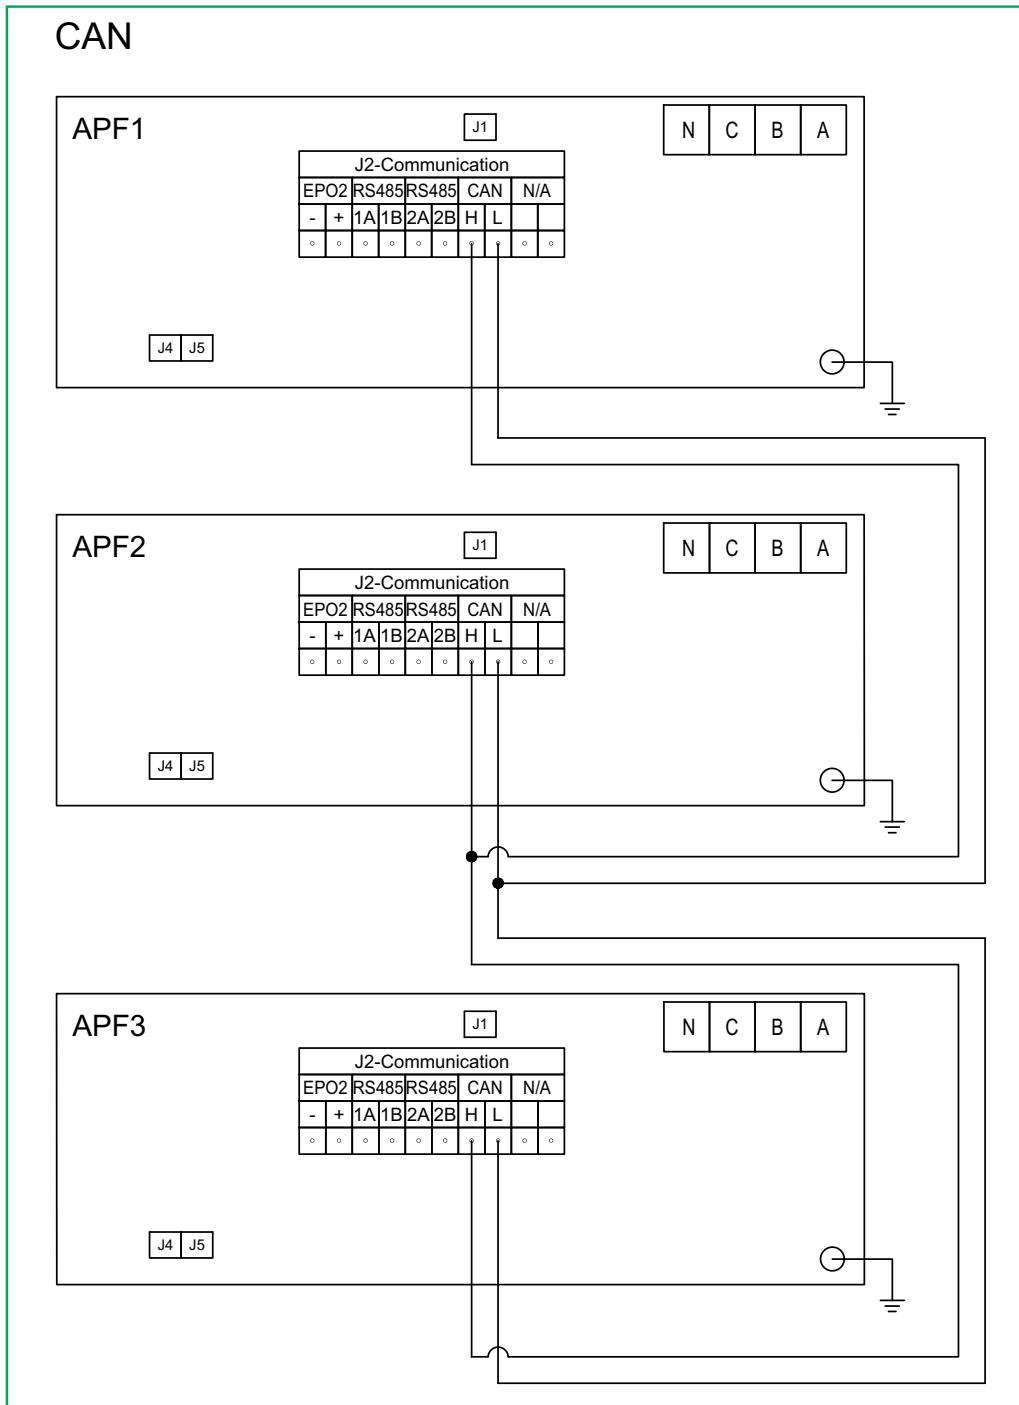 CAN
APF1
J1
N C B A
J2-Communication
EPO2 RS485 RS485 CAN N/A
- + 1A 1B 2A 2B H L
J4 J5
APF2
J1
N C B A
J2-Communication
EPO2 RS485 RS485 CAN N/A
- + 1A 1B 2A 2B H L
J4 J5
APF3
J1
N C B A
J2-Communication
EPO2 RS485 RS485 CAN N/A
- + 1A 1B 2A 2B H L
J4 J5